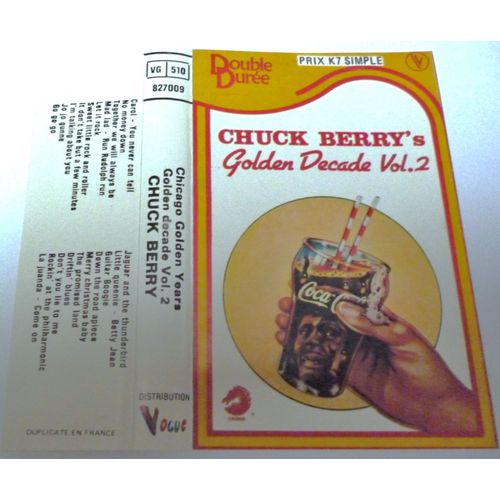 Carol - You never can tell
No money down
Together we will always be
Mad lad - Run Rudolph run
Let it rock
Sweet little rock and roller
It don't take but a few minutes
I'm talking about you
Jo jo gunne
Go go go
Jaguar and the thunderbird
Little queenie - Betty Jean
Guitar Boogie
Down the road apiece
Merry christmas baby
The promised land
Driftin' blues
Don't you lie to me
Rockin' at the philharmonic
La juanda - Come on
DUPLICATE EN FRANCE
VG 510
827009
Chicago Golden Years
Golden decade Vol. 2
CHUCK BERRY
DISTRIBUTION
VOGUE
Double
Durée
PRIX K7 SIMPLE
V
CHUCK BERRY's
Golden Decade Vol.2
Coca